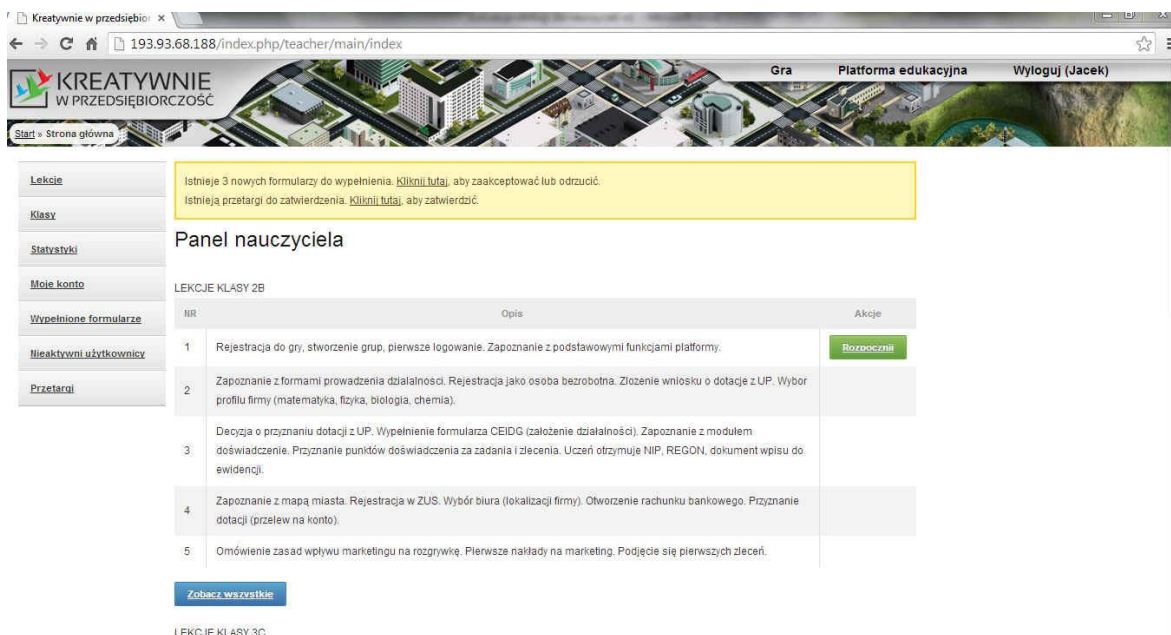 Kreatywnie w przedsiębior
193.93.68.188/index.php/teacher/main/index
KREATYWNIE
W PRZEDSIĘBIORCZOŚĆ
Gra Platforma edukacyjna Wyloguj (Jacek)
Start » Strona główna
Lekcje
Klasy
Statystyki
Moje konto
Wypełnione formularze
Nieaktywni użytkownicy
Przetargi
Istnieje 3 nowych formularzy do wypełnienia. Kliknij tutaj, aby zaakceptować lub odrzucić.
Istnieją przetargi do zatwierdzenia. Kliknij tutaj, aby zatwierdzić.
Panel nauczyciela
LEKCJE KLASY 2B
NR Opis Akcje
1 Rejestracja do gry, stworzenie grup, pierwsze logowanie. Zapoznanie z podstawowymi funkcjami platformy. Rozpocznij
2 Zapoznanie z formami prowadzenia dzialalnosci. Rejestracja jako osoba bezrobotna. Zlozenie wniosku o dotacje z UP. Wybor
profilu firmy (matematyka, fizyka, biologia, chemia).
3 Decyzja o przyznaniu dotacji z UP. Wypełnienie formularza CEIDG (założenie działalności). Zapoznanie z modułem
doświadczenie. Przyznanie punktów doświadczenia za zadania i zlecenia. Uczeń otrzymuje NIP, REGON, dokument wpisu do
ewidencji.
4 Zapoznanie z mapą miasta. Rejestracja w ZUS. Wybór biura (lokalizacji firmy). Otworzenie rachunku bankowego. Przyznanie
dotacji (przelew na konto).
5 Omówienie zasad wpływu marketingu na rozgrywkę. Pierwsze nakłady na marketing. Podjęcie się pierwszych zleceń.
Zobacz wszystkie
LEKCJE KLASY 3C